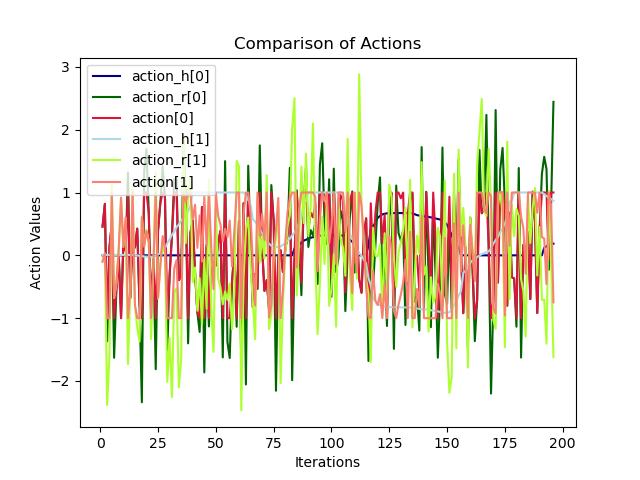 Comparison of Actions
action_h[0]
action_r[0]
action[0]
action_h[1]
action_r[1]
action[1]
3
2
1
0
−1
−2
Action Values
0 25 50 75 100 125 150 175 200
Iterations